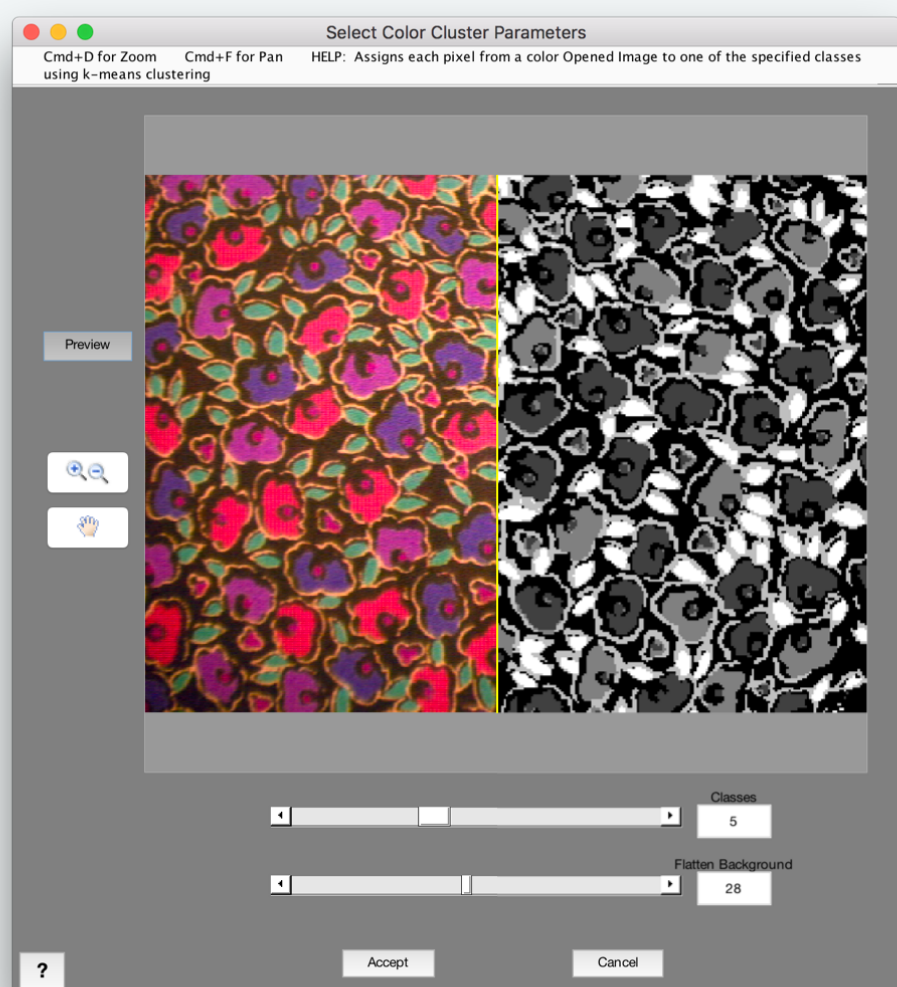 Select Color Cluster Parameters
Cmd+D for Zoom Cmd+F for Pan HELP: Assigns each pixel from a color Opened Image to one of the specified classes
using k-means clustering
Preview
Classes
5
Flatten Background
28
Accept Cancel
?